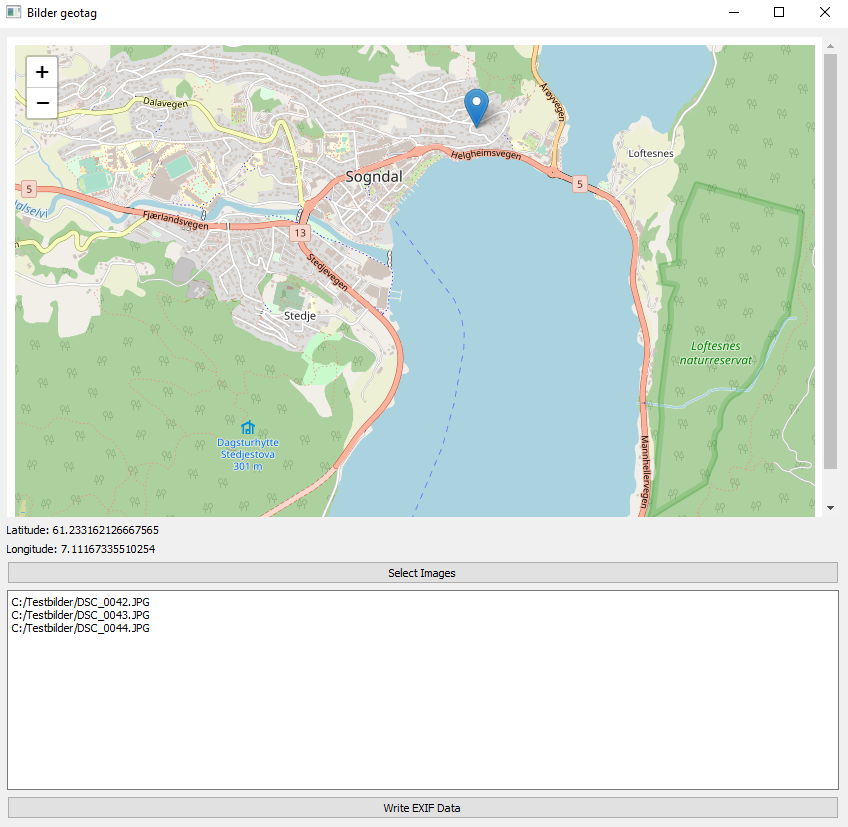 Bilder geotag
+
−
Dalavegen
Årøyvegen
Helgheimsvegen
Loftesnes
Sogndal
5
5
Fjærlandsvegen
13
Stedjevegen
Stedje
Loftesnes
naturreservat
Dagsturhytte
Stedjestova
301 m
Mannhellervegen
Latitude: 61.233162126667565
Longitude: 7.11167335510254
Select Images
C:/Testbilder/DSC_0042.JPG
C:/Testbilder/DSC_0043.JPG
C:/Testbilder/DSC_0044.JPG
Write EXIF Data